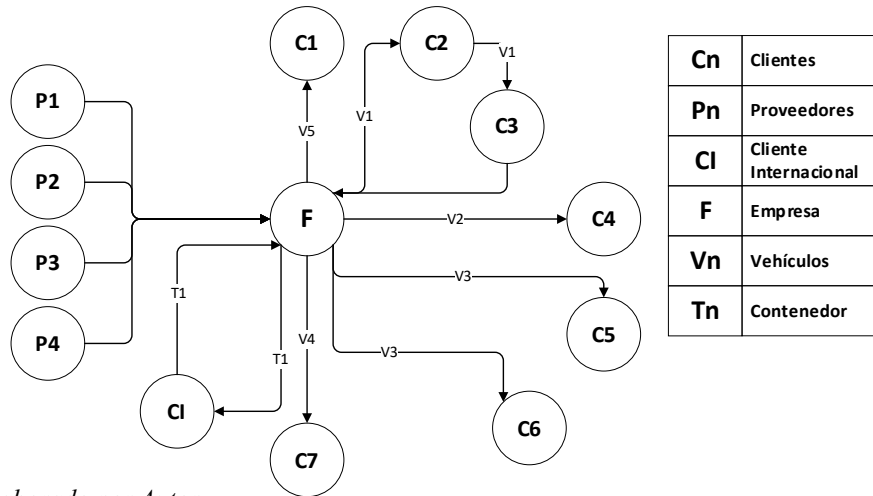 C1
C2
V1
P1
C3
V5
V1
P2
F
V2
C4
P3
V3
T1
C5
P4
V4
V3
T1
CI
C6
C7
Cn Clientes
Pn Proveedores
CI Cliente
Internacional
F Empresa
Vn Vehículos
Tn Contenedor